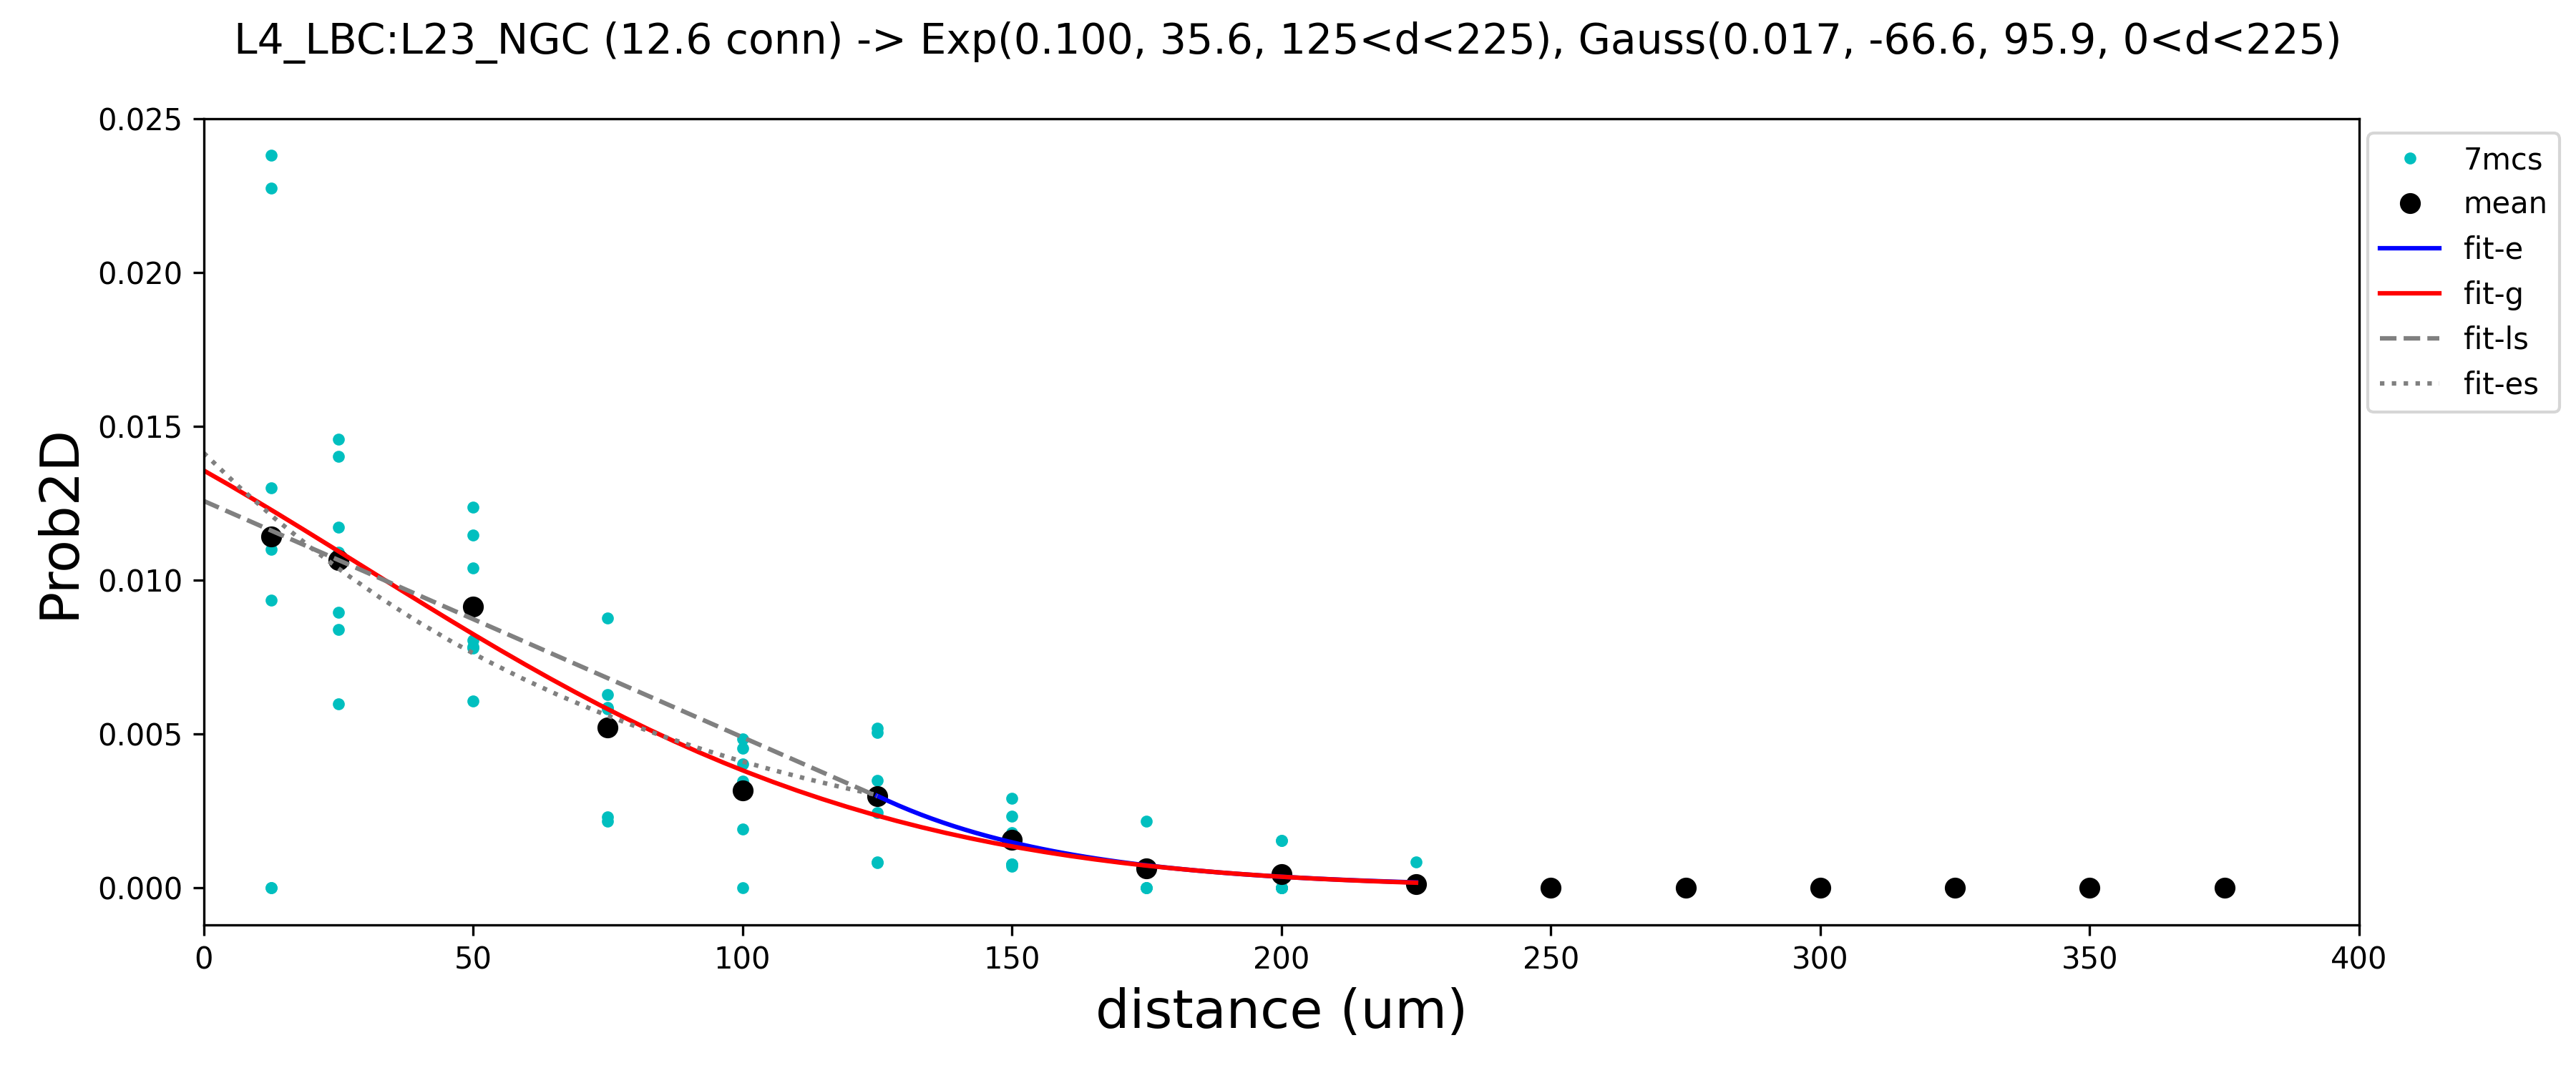 L4_LBC:L23_NGC (12.6 conn) -> Exp(0.100, 35.6, 125<d<225), Gauss(0.017, -66.6, 95.9, 0<d<225)
0.025
0.020
0.015
0.010
0.005
0.000
Prob2D
0 50 100 150 200 250 300 350 400
distance (um)
7mcs
mean
fit-e
fit-g
fit-ls
fit-es